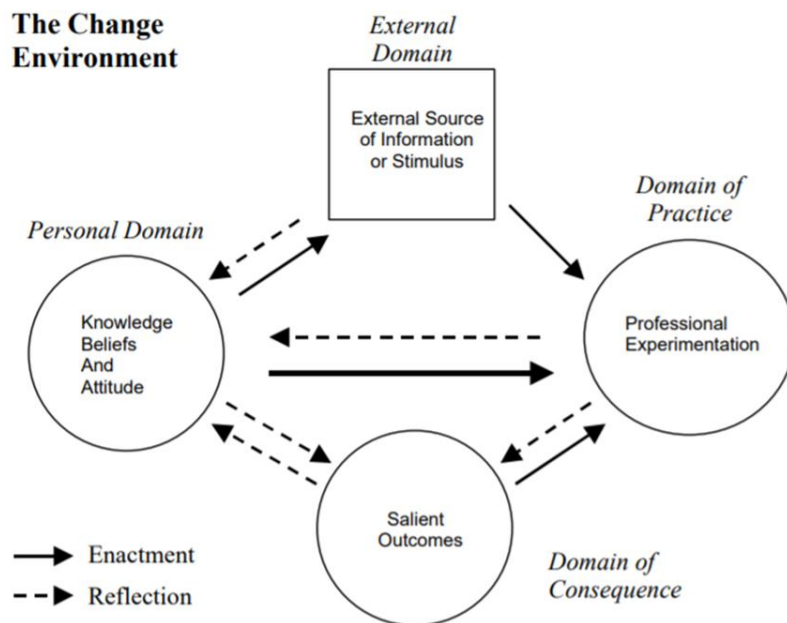 The Change
Environment
External
Domain
External Source
of Information
or Stimulus
Domain of
Practice
Personal Domain
Knowledge
Beliefs
And
Attitude
Professional
Experimentation
Salient
Outcomes
Domain of
Consequence
Enactment
Reflection